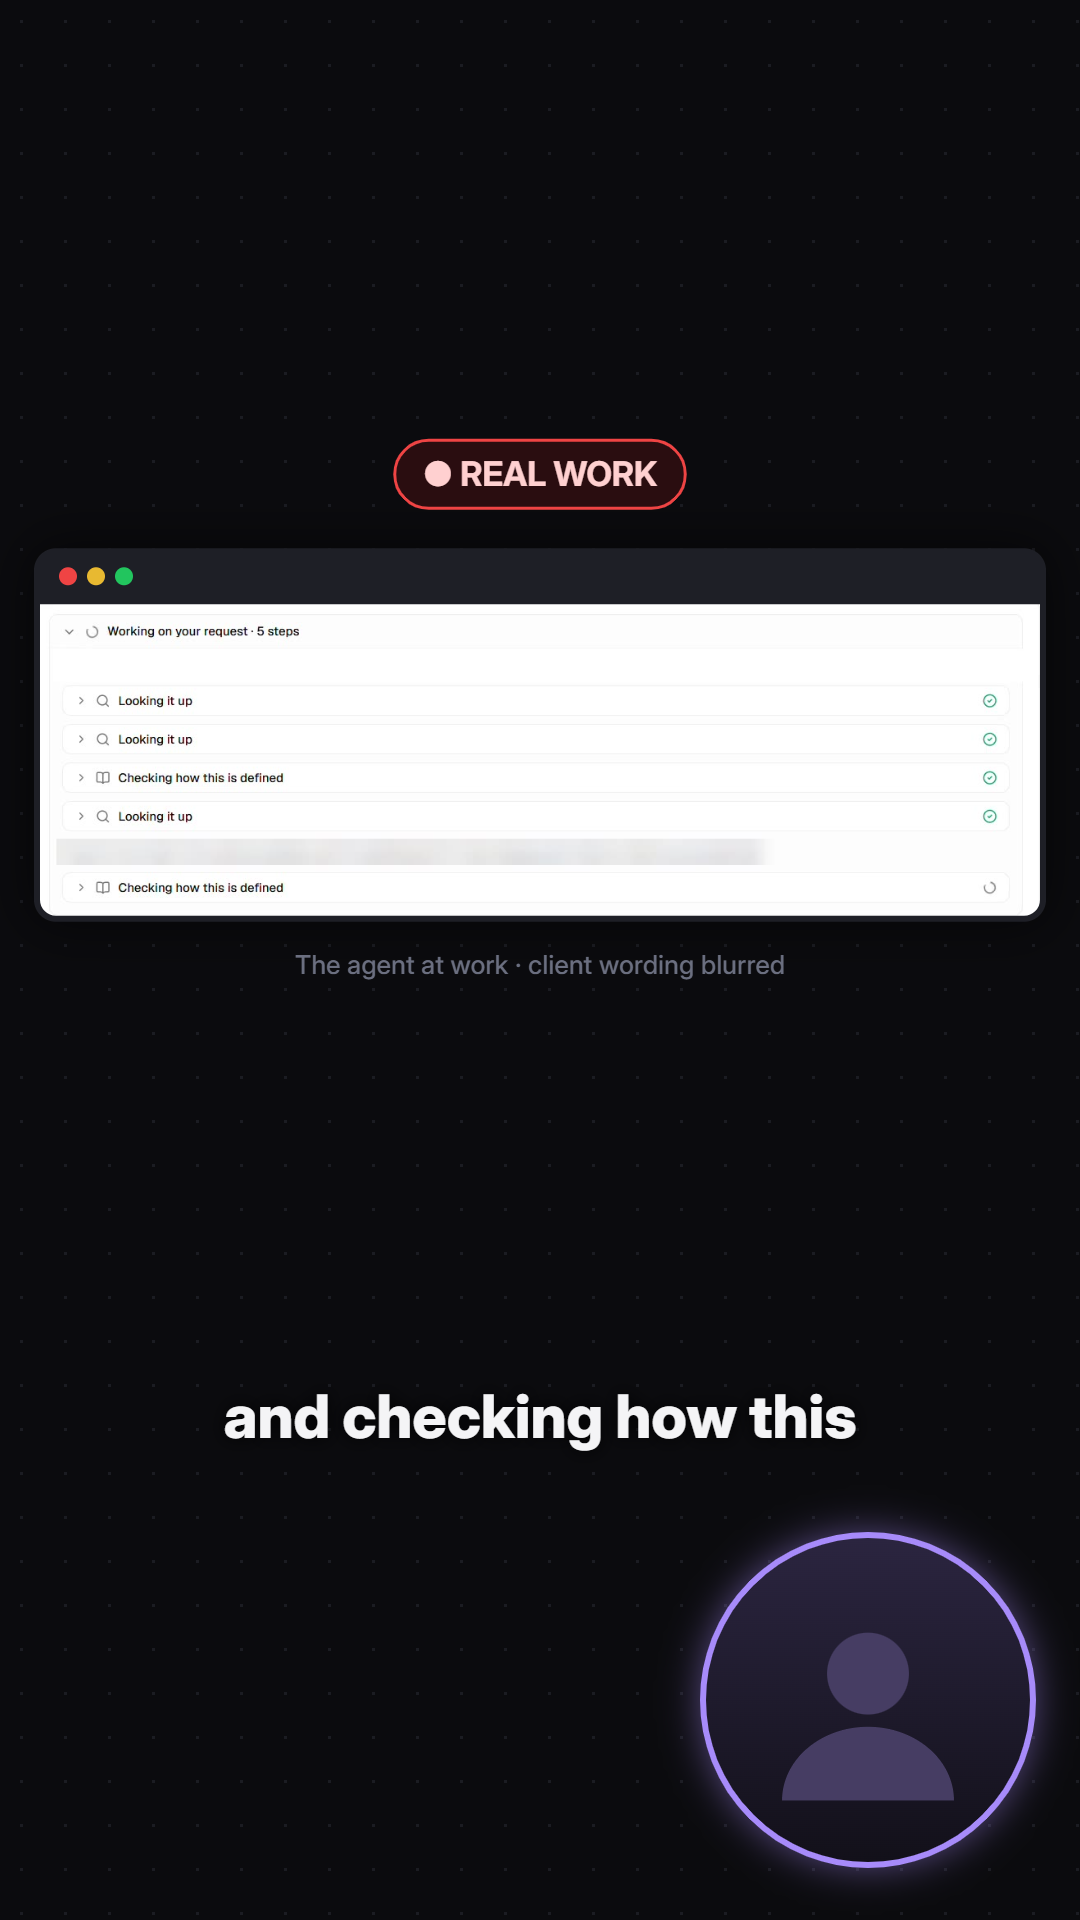 REAL WORK
Working on your request · 5 steps
Looking it up
Looking it up
Checking how this is defined
Looking it up
Checking how this is defined
The agent at work · client wording blurred
and checking how this